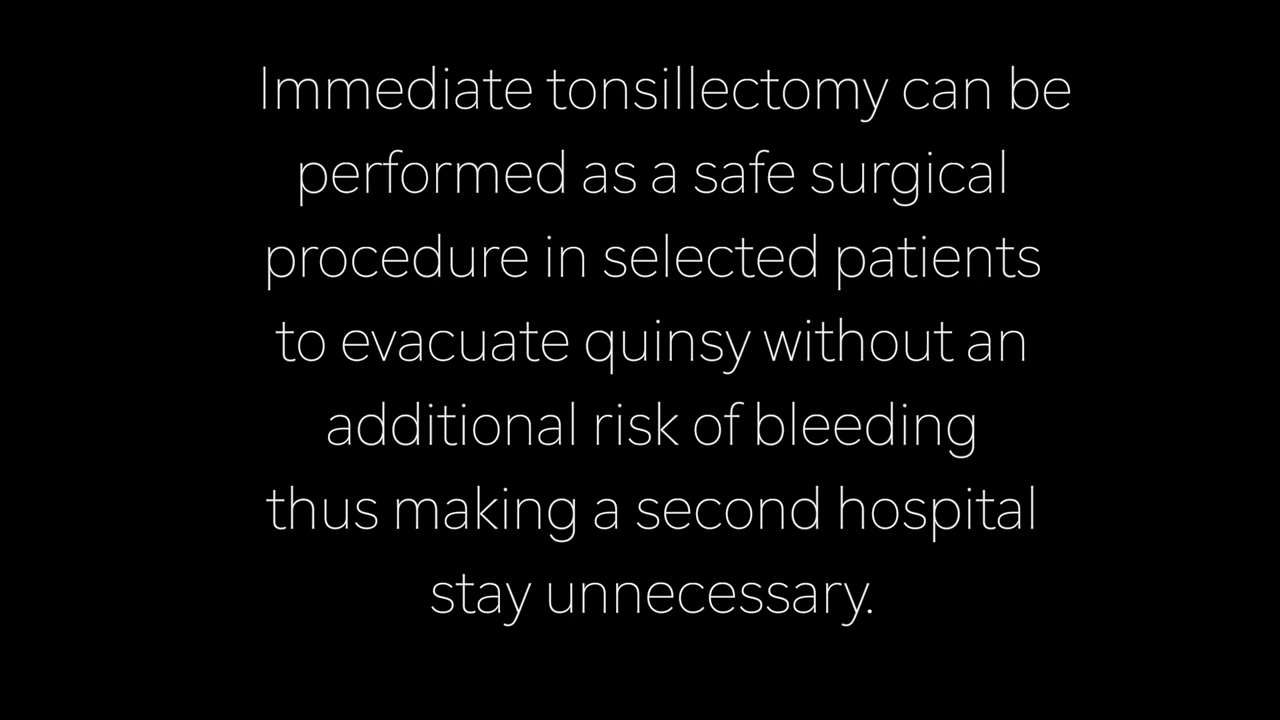 Immediate tonsillectomy can be
performed as a safe surgical
procedure in selected patients
to evacuate quinsy without an
additional risk of bleeding
thus making a second hospital
stay unnecessary.